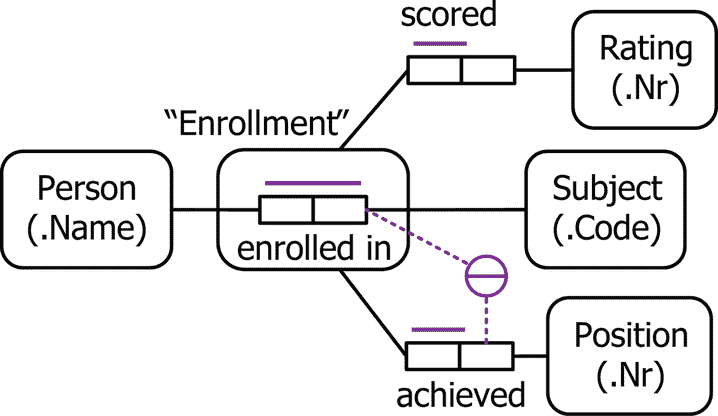 scored
Rating
(.Nr)
“Enrollment”
Person
(.Name)
enrolled in
Subject
(.Code)
achieved
Position
(.Nr)